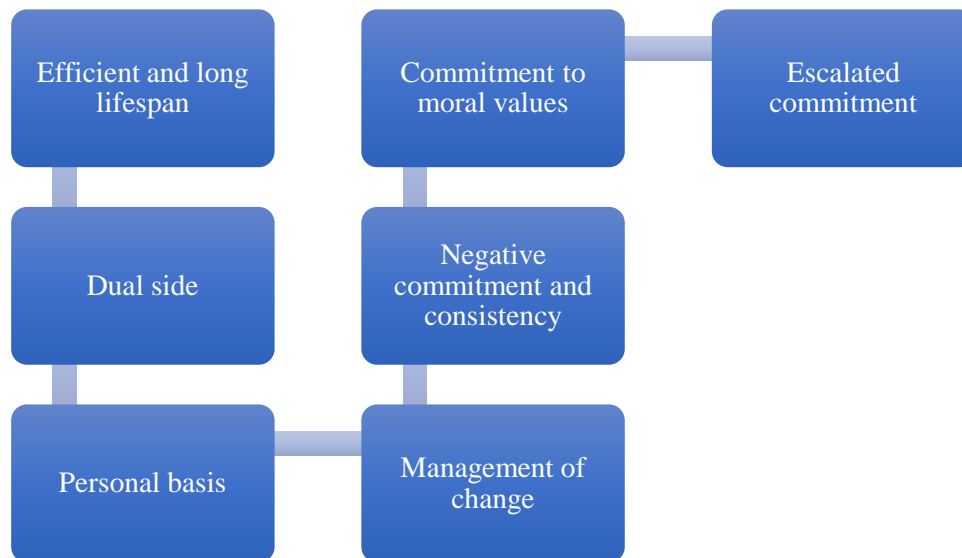 Efficient and long
lifespan
Dual side
Personal basis
Management of
change
Negative
commitment and
consistency
Commitment to
moral values
Escalated
commitment